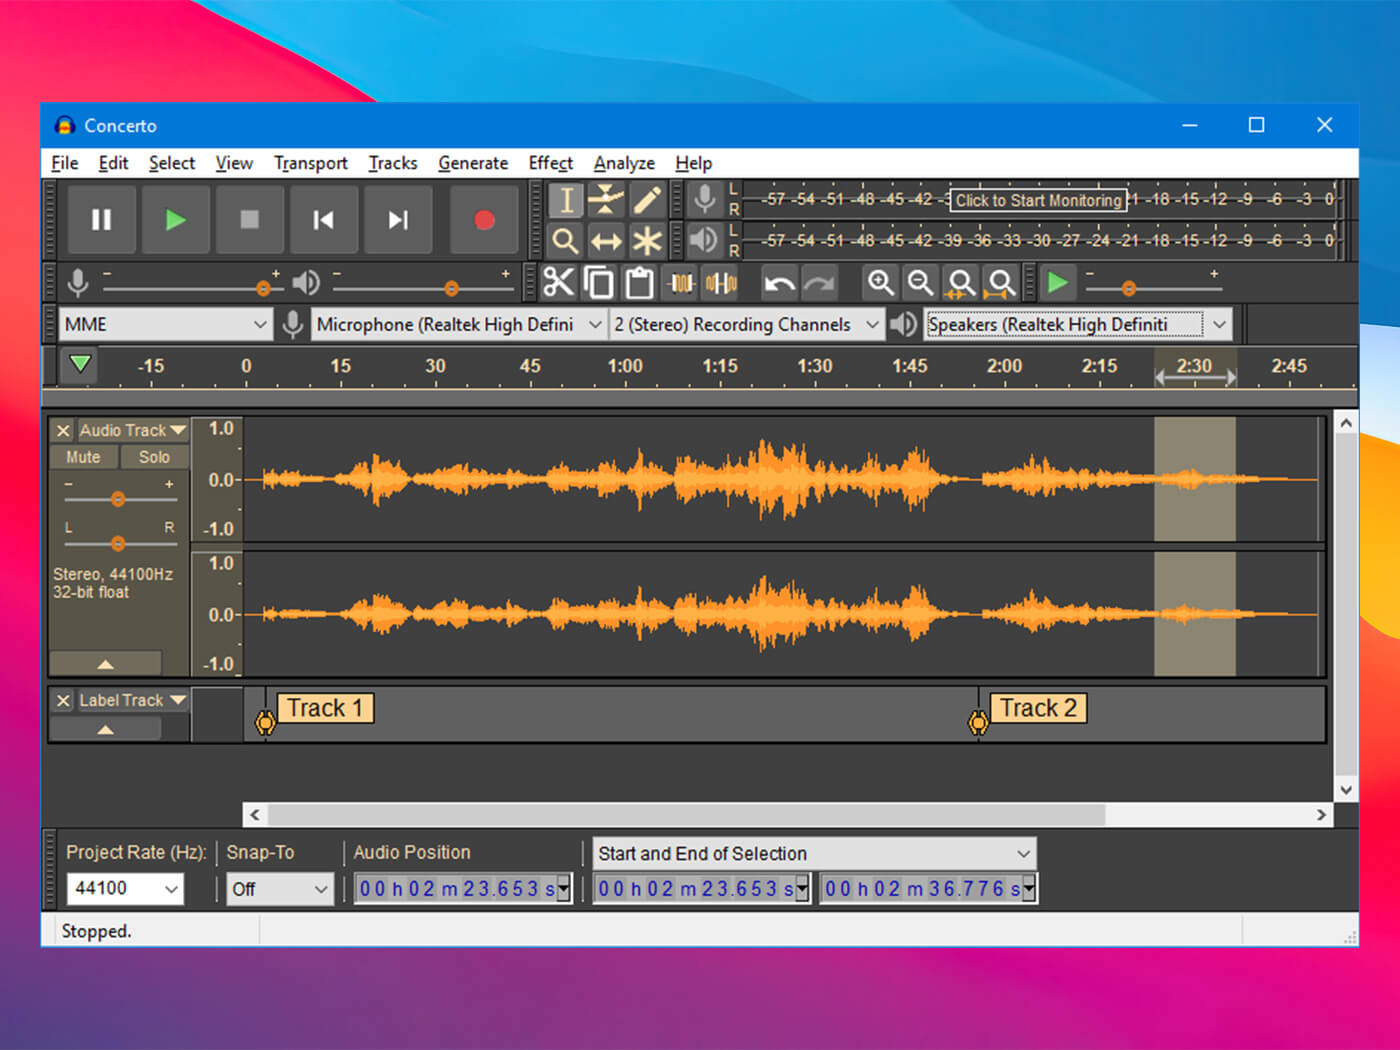 Concerto
File Edit Select View Transport Tracks Generate Effect Analyze Help
L
R
-57 -54 -51 -48 -45 -42 -3 Click to Start Monitoring 21 -18 -15 -12 -9 -6 -3 0
L
R
-57 -54 -51 -48 -45 -42 -39 -36 -33 -30 -27 -24 -21 -18 -15 -12 -9 -6 -3 0
- + - + - +
MME Microphone (Realtek High Defini 2 (Stereo) Recording Channels Speakers (Realtek High Definiti
-15 0 15 30 45 1:00 1:15 1:30 1:45 2:00 2:15 2:30 2:45
Audio Track 1.0
Mute Solo
- + 0.0
L R -1.0
1.0
Stereo, 44100Hz
32-bit float
0.0
-1.0
Label Track
Track 1 Track 2
Project Rate (Hz): Snap-To Audio Position Start and End of Selection
44100 Off 00 h 02 m 23.653 s 00 h 02 m 23.653 s 00 h 02 m 36.776 s
Stopped.